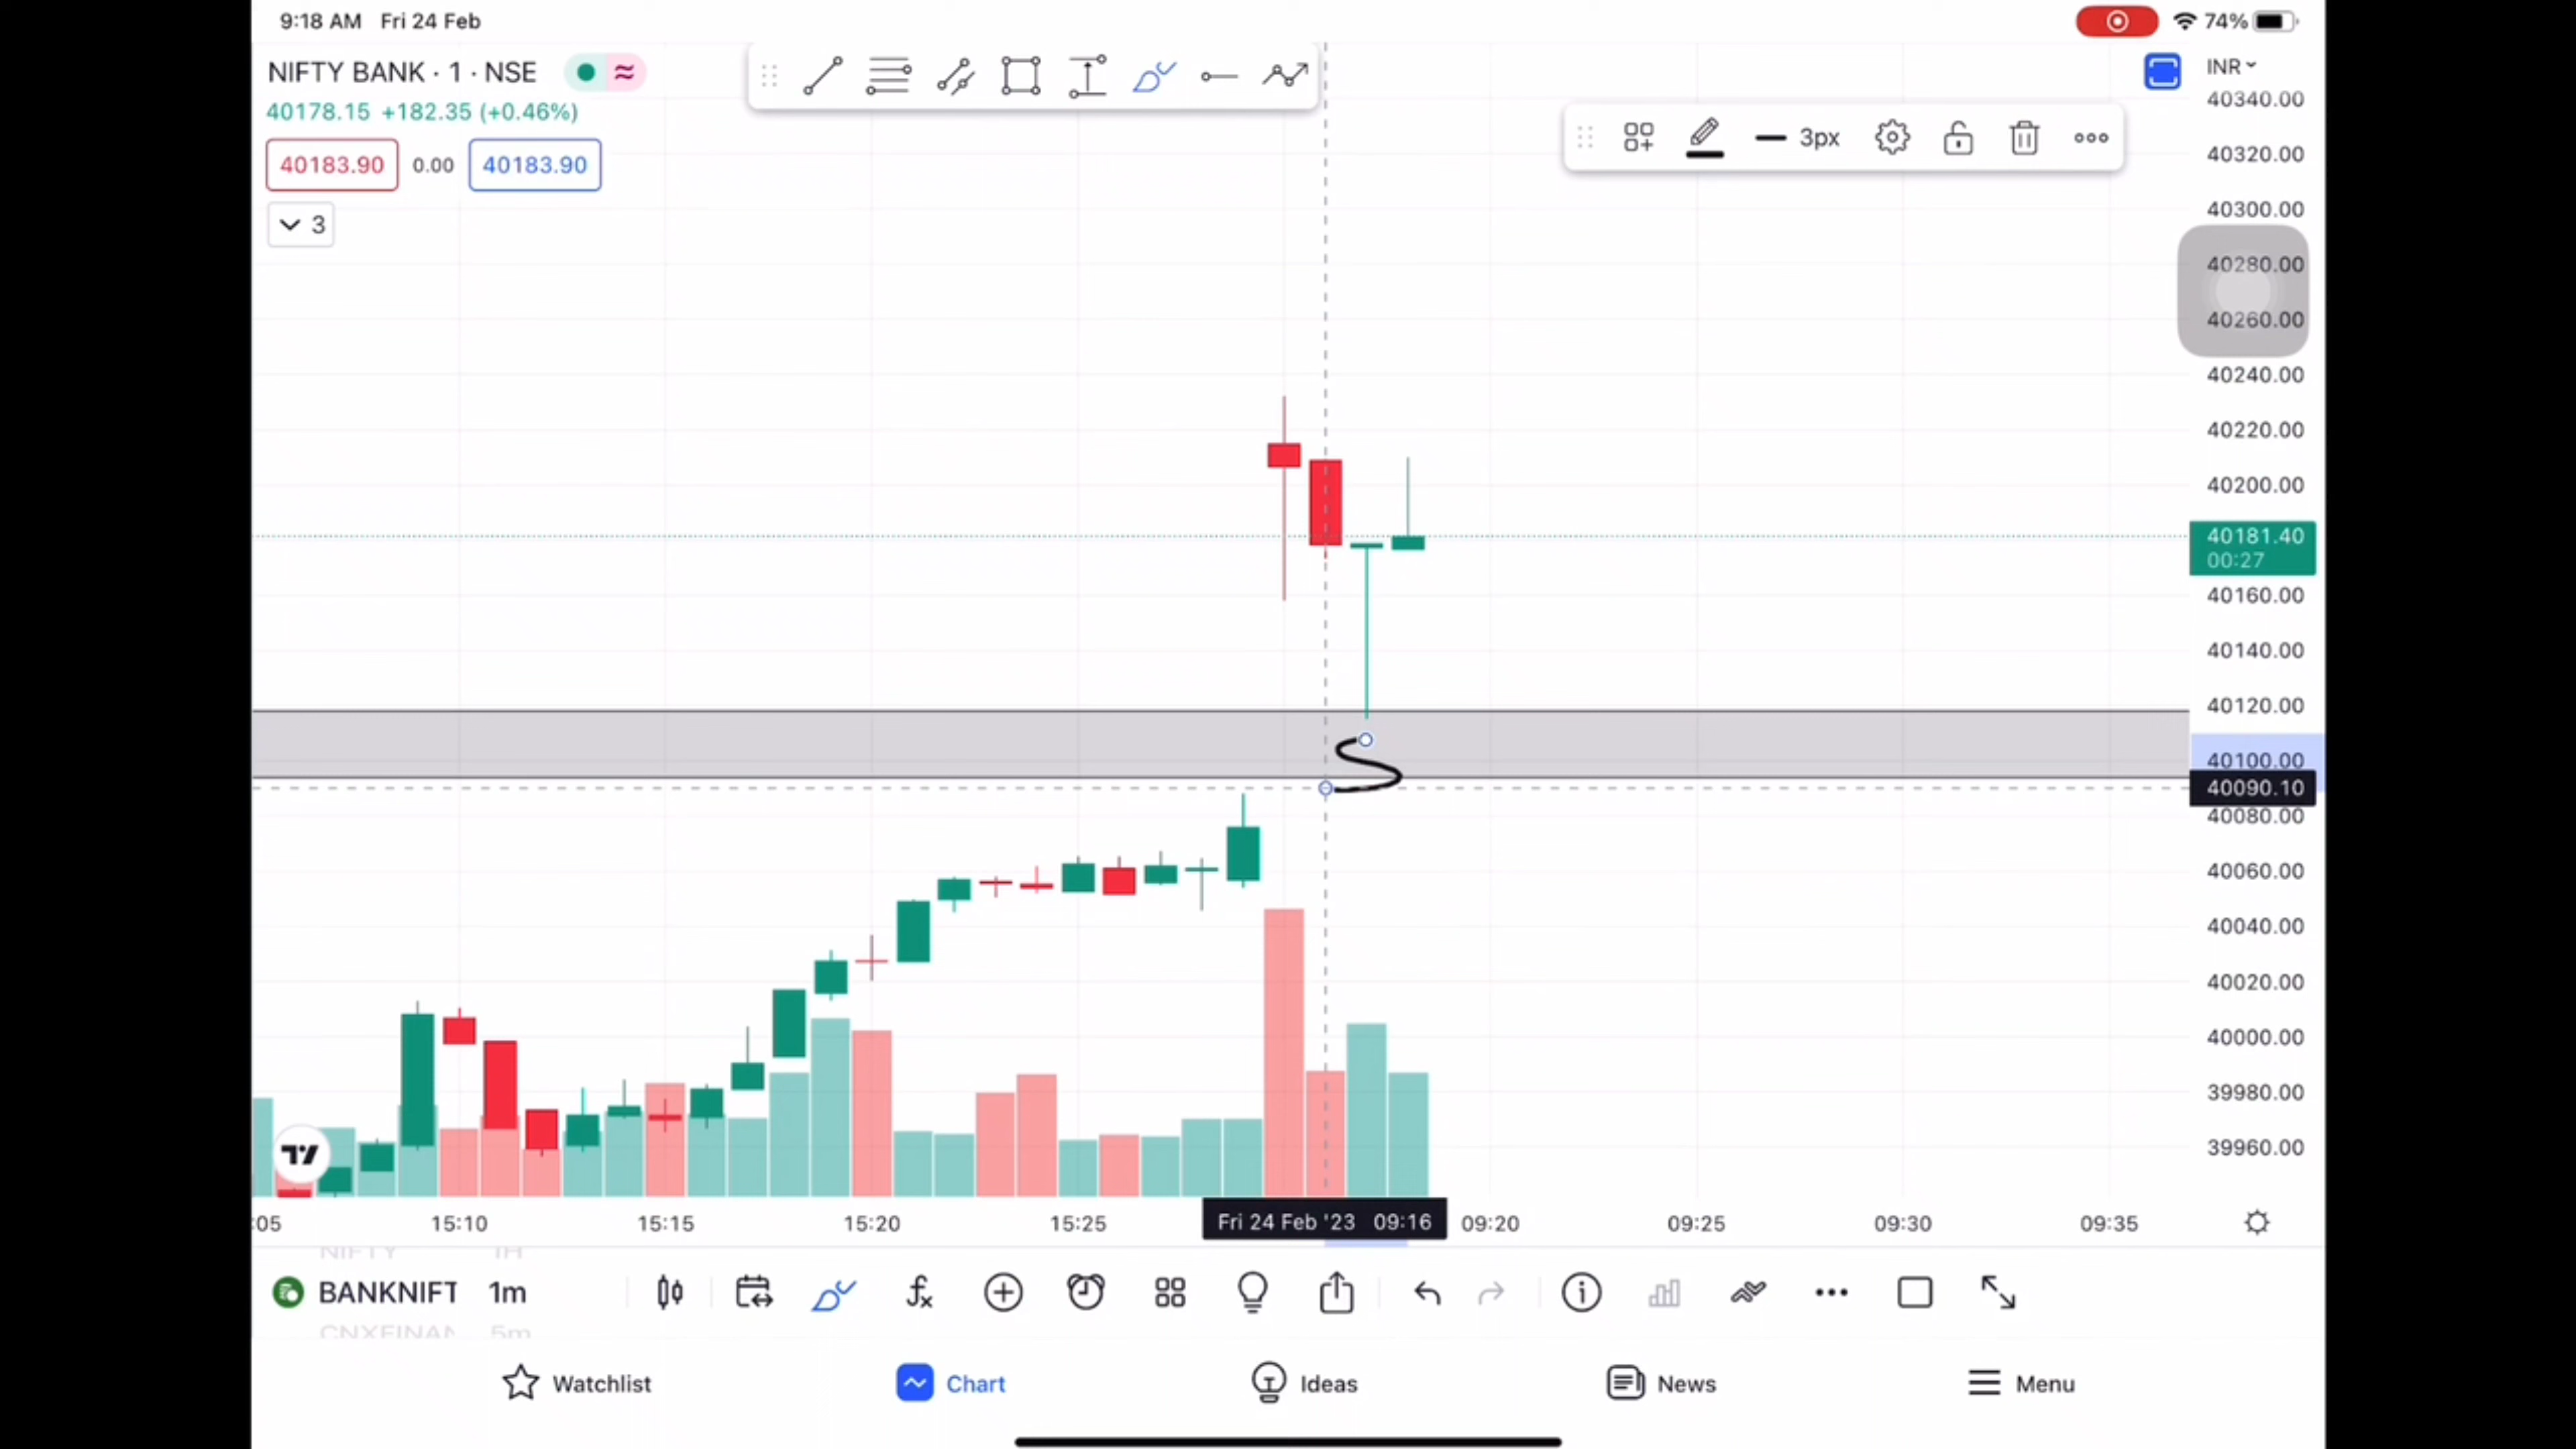 9:18 AM Fri 24 Feb
74%
NIFTY BANK · 1 · NSE
40178.15 +182.35 (+0.46%)
40183.90 0.00 40183.90
3
3px
INR
40340.00
40320.00
40300.00
40280.00
40260.00
40240.00
40220.00
40200.00
40181.40
00:27
40160.00
40140.00
40120.00
40100.00
40090.10
40080.00
40060.00
40040.00
40020.00
40000.00
39980.00
39960.00
:05 15:10 15:15 15:20 15:25 Fri 24 Feb '23 09:16 09:20 09:25 09:30 09:35
NIFTY 1H
BANKNIFT 1m
CNXFINAN 5m
Watchlist Chart Ideas News Menu